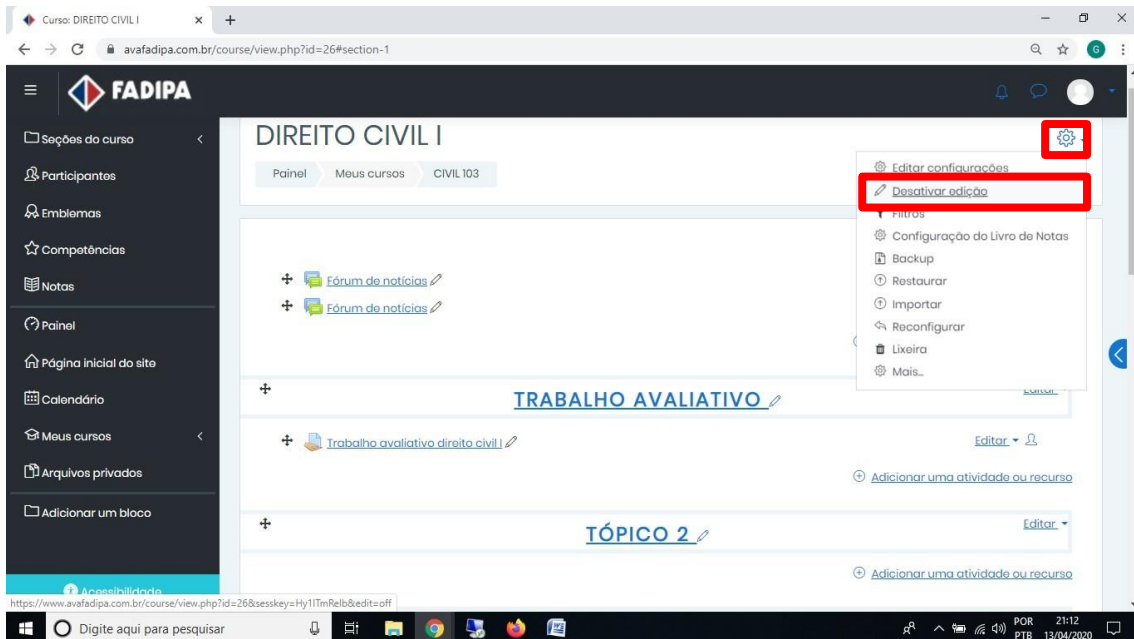 Curso: DIREITO CIVIL I
avafadipa.com.br/course/view.php?id=26#section-1
G
FADIPA
Seções do curso
Participantes
Emblemas
Competências
Notas
Painel
Página inicial do site
Calendário
Meus cursos
Arquivos privados
Adicionar um bloco
Acessibilidade
DIREITO CIVIL I
Painel Meus cursos CIVIL 103
Editar configurações
Desativar edição
Filtros
Configuração do Livro de Notas
Backup
Restaurar
Importar
Reconfigurar
Lixeira
Mais...
Fórum de notícias
Fórum de notícias
TRABALHO AVALIATIVO
Editar
Trabalho avaliativo direito civil I
Editar
Adicionar uma atividade ou recurso
TÓPICO 2
Editar
Adicionar uma atividade ou recurso
https://www.avafadipa.com.br/course/view.php?id=26&sesskey=Hy1lTmRelb&edit=off
Digite aqui para pesquisar
POR 21:12
PTB 13/04/2020